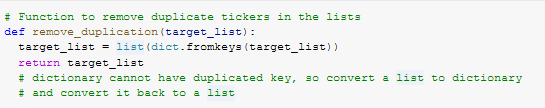 # Function to remove duplicate tickers in the lists
def remove_duplication(target_list):
  target_list = list(dict.fromkeys(target_list))
  return target_list
  # dictionary cannot have duplicated key, so convert a list to dictionary
  # and convert it back to a list